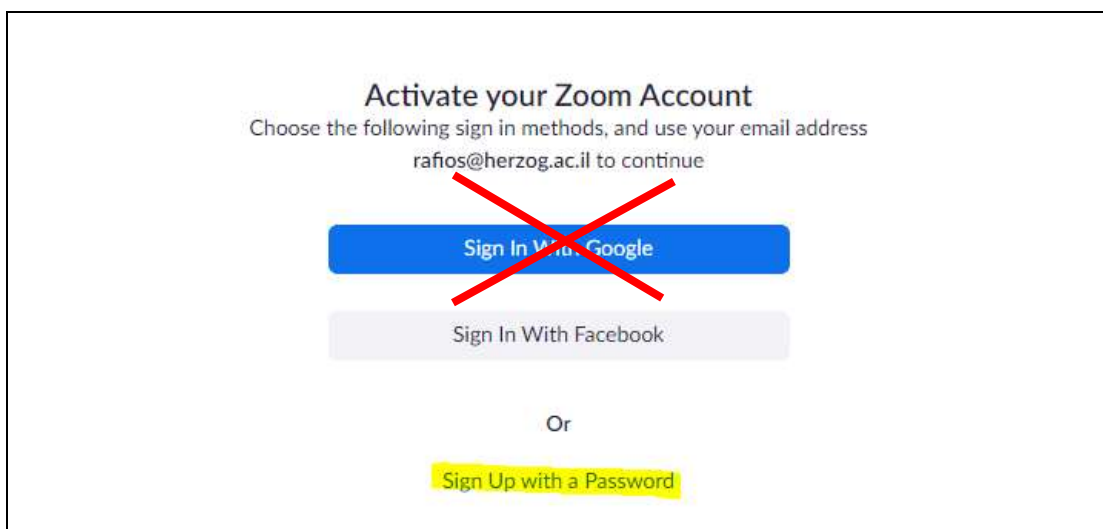 Activate your Zoom Account
Choose the following sign in methods, and use your email address
rafios@herzog.ac.il to continue
Sign In With Google
Sign In With Facebook
Or
Sign Up with a Password